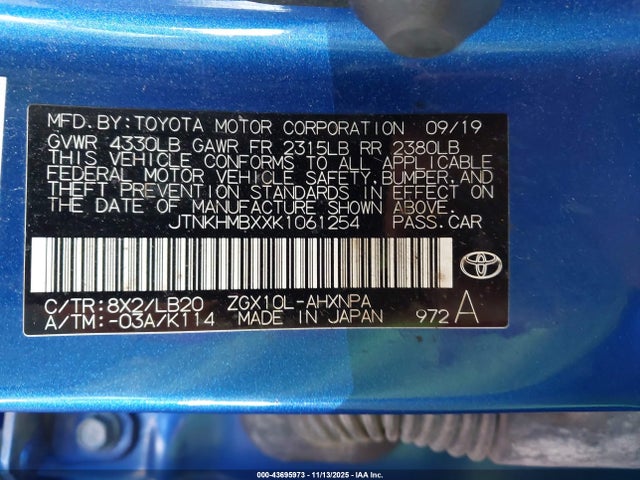 MFD.BY:TOYOTA MOTOR CORPORATION 09/19
GVWR 4330LB GAWR FR 2315LB RR 2380LB
THIS VEHICLE CONFORMS TO ALL APPLICABLE
FEDERAL MOTOR VEHICLE SAFETY,BUMPER,AND
THEFT PREVENTION STANDARDS IN EFFECT ON
THE DATE OF MANUFACTURE SHOWN ABOVE.
JTNKHMBXXK1061254 PASS.CAR
C/TR:8X2/LB20 ZGX10L-AHXNPA
A/TM:-03A/K114 MADE IN JAPAN 972A
000-43695973 - 11/13/2025 - IAA Inc.